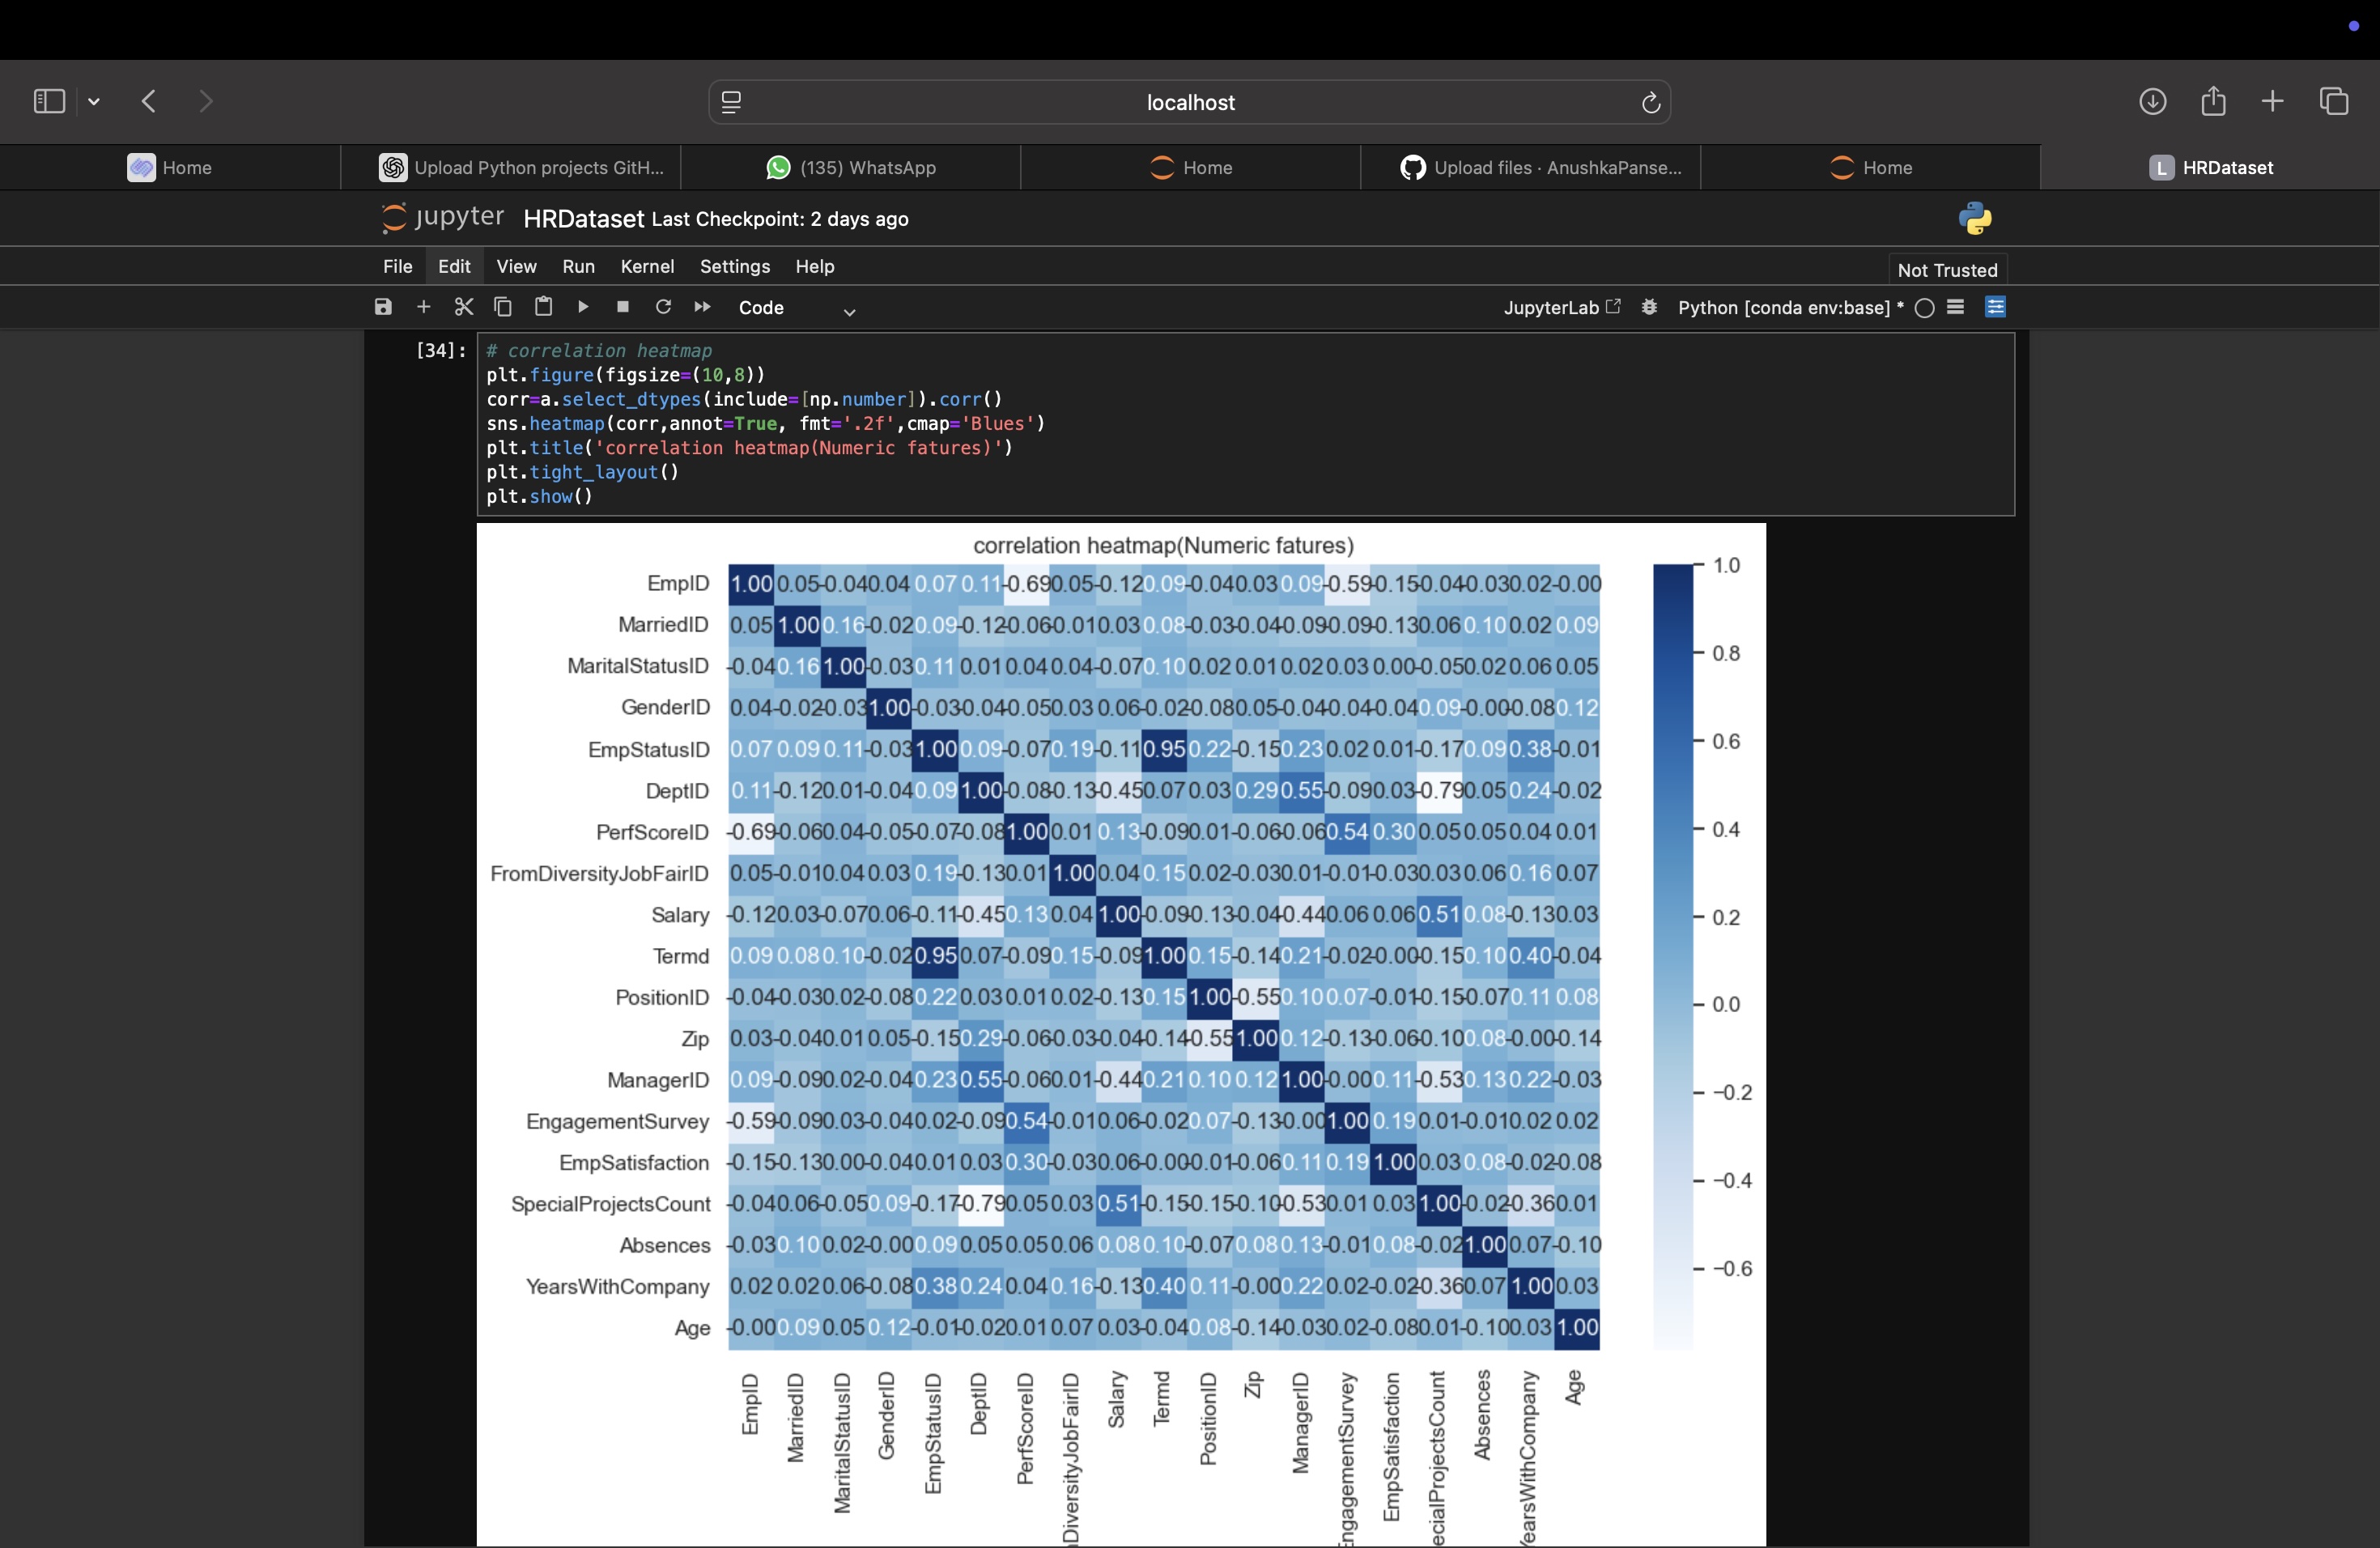 localhost
Home
Upload Python projects GitH...
(135) WhatsApp
Home
Upload files · AnushkaPanse...
Home
L HRDataset
jupyter HRDataset Last Checkpoint: 2 days ago
File Edit View Run Kernel Settings Help
Not Trusted
Code
JupyterLab
Python [conda env:base] *
[34]:
# correlation heatmap
plt.figure(figsize=(10,8))
corr=a.select_dtypes(include=[np.number]).corr()
sns.heatmap(corr,annot=True, fmt='.2f',cmap='Blues')
plt.title('correlation heatmap(Numeric fatures)')
plt.tight_layout()
plt.show()
correlation heatmap(Numeric fatures)
EmpID 1.00 0.05 -0.04 0.04 0.07 0.11 -0.69 0.05 -0.12 0.09 -0.04 0.03 0.09 -0.59 -0.15 -0.04 -0.03 0.02 -0.00
MarriedID 0.05 1.00 0.16 -0.02 0.09 -0.12 -0.06 -0.01 0.03 0.08 -0.03 -0.04 -0.09 -0.09 -0.13 0.06 0.10 0.02 0.09
MaritalStatusID -0.04 0.16 1.00 -0.03 0.11 0.01 0.04 0.04 -0.07 0.10 0.02 0.01 0.02 0.03 0.00 -0.05 0.02 0.06 0.05
GenderID 0.04 -0.02 -0.03 1.00 -0.03 -0.04 -0.05 0.03 0.06 -0.02 -0.08 0.05 -0.04 -0.04 -0.04 0.09 -0.00 -0.08 0.12
EmpStatusID 0.07 0.09 0.11 -0.03 1.00 0.09 -0.07 0.19 -0.11 0.95 0.22 -0.15 0.23 0.02 0.01 -0.17 0.09 0.38 -0.01
DeptID 0.11 -0.12 0.01 -0.04 0.09 1.00 -0.08 -0.13 -0.45 0.07 0.03 0.29 0.55 -0.09 0.03 -0.79 0.05 0.24 -0.02
PerfScoreID -0.69 -0.06 0.04 -0.05 -0.07 -0.08 1.00 0.01 0.13 -0.09 0.01 -0.06 -0.06 0.54 0.30 0.05 0.05 0.04 0.01
FromDiversityJobFairID 0.05 -0.01 0.04 0.03 0.19 -0.13 0.01 1.00 0.04 0.15 0.02 -0.03 0.01 -0.01 -0.03 0.03 0.06 0.16 0.07
Salary -0.12 0.03 -0.07 0.06 -0.11 -0.45 0.13 0.04 1.00 -0.09 -0.13 -0.04 -0.44 0.06 0.06 0.51 0.08 -0.13 0.03
Termd 0.09 0.08 0.10 -0.02 0.95 0.07 -0.09 0.15 -0.09 1.00 0.15 -0.14 0.21 -0.02 -0.00 -0.15 0.10 0.40 -0.04
PositionID -0.04 -0.03 0.02 -0.08 0.22 0.03 0.01 0.02 -0.13 0.15 1.00 -0.55 0.10 0.07 -0.01 -0.15 -0.07 0.11 0.08
Zip 0.03 -0.04 0.01 0.05 -0.15 0.29 -0.06 -0.03 -0.04 -0.14 -0.55 1.00 0.12 -0.13 -0.06 -0.10 0.08 -0.00 -0.14
ManagerID 0.09 -0.09 0.02 -0.04 0.23 0.55 -0.06 0.01 -0.44 0.21 0.10 0.12 1.00 -0.00 0.11 -0.53 0.13 0.22 -0.03
EngagementSurvey -0.59 -0.09 0.03 -0.04 0.02 -0.09 0.54 -0.01 0.06 -0.02 0.07 -0.13 -0.00 1.00 0.19 0.01 -0.01 0.02 0.02
EmpSatisfaction -0.15 -0.13 0.00 -0.04 0.01 0.03 0.30 -0.03 0.06 -0.00 -0.01 -0.06 0.11 0.19 1.00 0.03 0.08 -0.02 -0.08
SpecialProjectsCount -0.04 0.06 -0.05 0.09 -0.17 -0.79 0.05 0.03 0.51 -0.15 -0.15 -0.10 -0.53 0.01 0.03 1.00 -0.02 -0.36 0.01
Absences -0.03 0.10 0.02 -0.00 0.09 0.05 0.05 0.06 0.08 0.10 -0.07 0.08 0.13 -0.01 0.08 -0.02 1.00 0.07 -0.10
YearsWithCompany 0.02 0.02 0.06 -0.08 0.38 0.24 0.04 0.16 -0.13 0.40 0.11 -0.00 0.22 0.02 -0.02 -0.36 0.07 1.00 0.03
Age -0.00 0.09 0.05 0.12 -0.01 -0.02 0.01 0.07 0.03 -0.04 0.08 -0.14 -0.03 0.02 -0.08 0.01 -0.10 0.03 1.00
1.0
0.8
0.6
0.4
0.2
0.0
−0.2
−0.4
−0.6
EmpID
MarriedID
MaritalStatusID
GenderID
EmpStatusID
DeptID
PerfScoreID
DiversityJobFairID
Salary
Termd
PositionID
Zip
ManagerID
EngagementSurvey
EmpSatisfaction
ecialProjectsCount
Absences
YearsWithCompany
Age